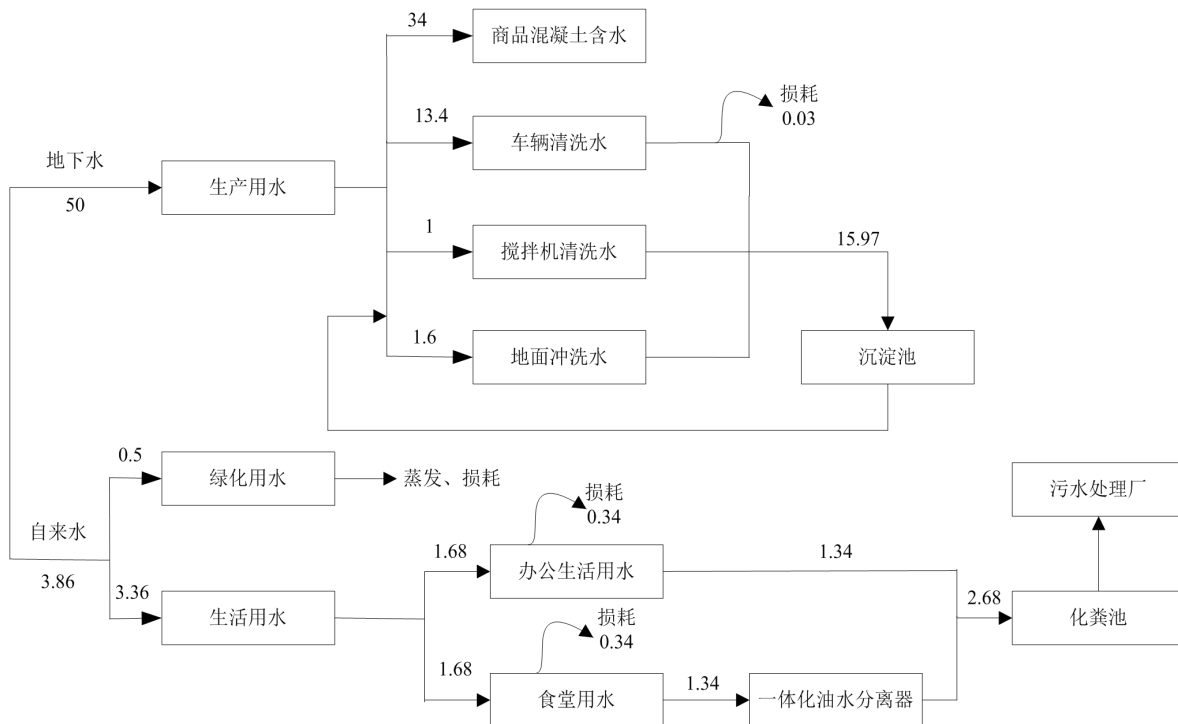 34
商品混凝土含水
损耗
0.03
13.4
车辆清洗水
地下水
50
生产用水
1
搅拌机清洗水
15.97
1.6
地面冲洗水
沉淀池
0.5
绿化用水
蒸发、损耗
污水处理厂
自来水
3.86
损耗
0.34
1.68
办公生活用水
1.34
3.36
生活用水
2.68
化粪池
损耗
0.34
1.68
食堂用水
1.34
一体化油水分离器